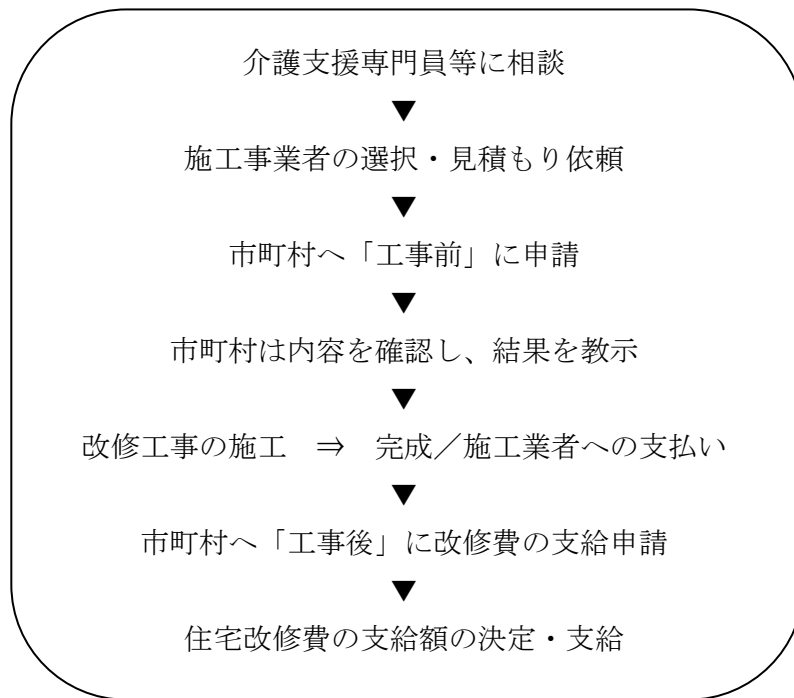 介護支援専門員等に相談
▼
施工事業者の選択・見積もり依頼
▼
市町村へ「工事前」に申請
▼
市町村は内容を確認し、結果を教示
▼
改修工事の施工　⇒　完成／施工業者への支払い
▼
市町村へ「工事後」に改修費の支給申請
▼
住宅改修費の支給額の決定・支給